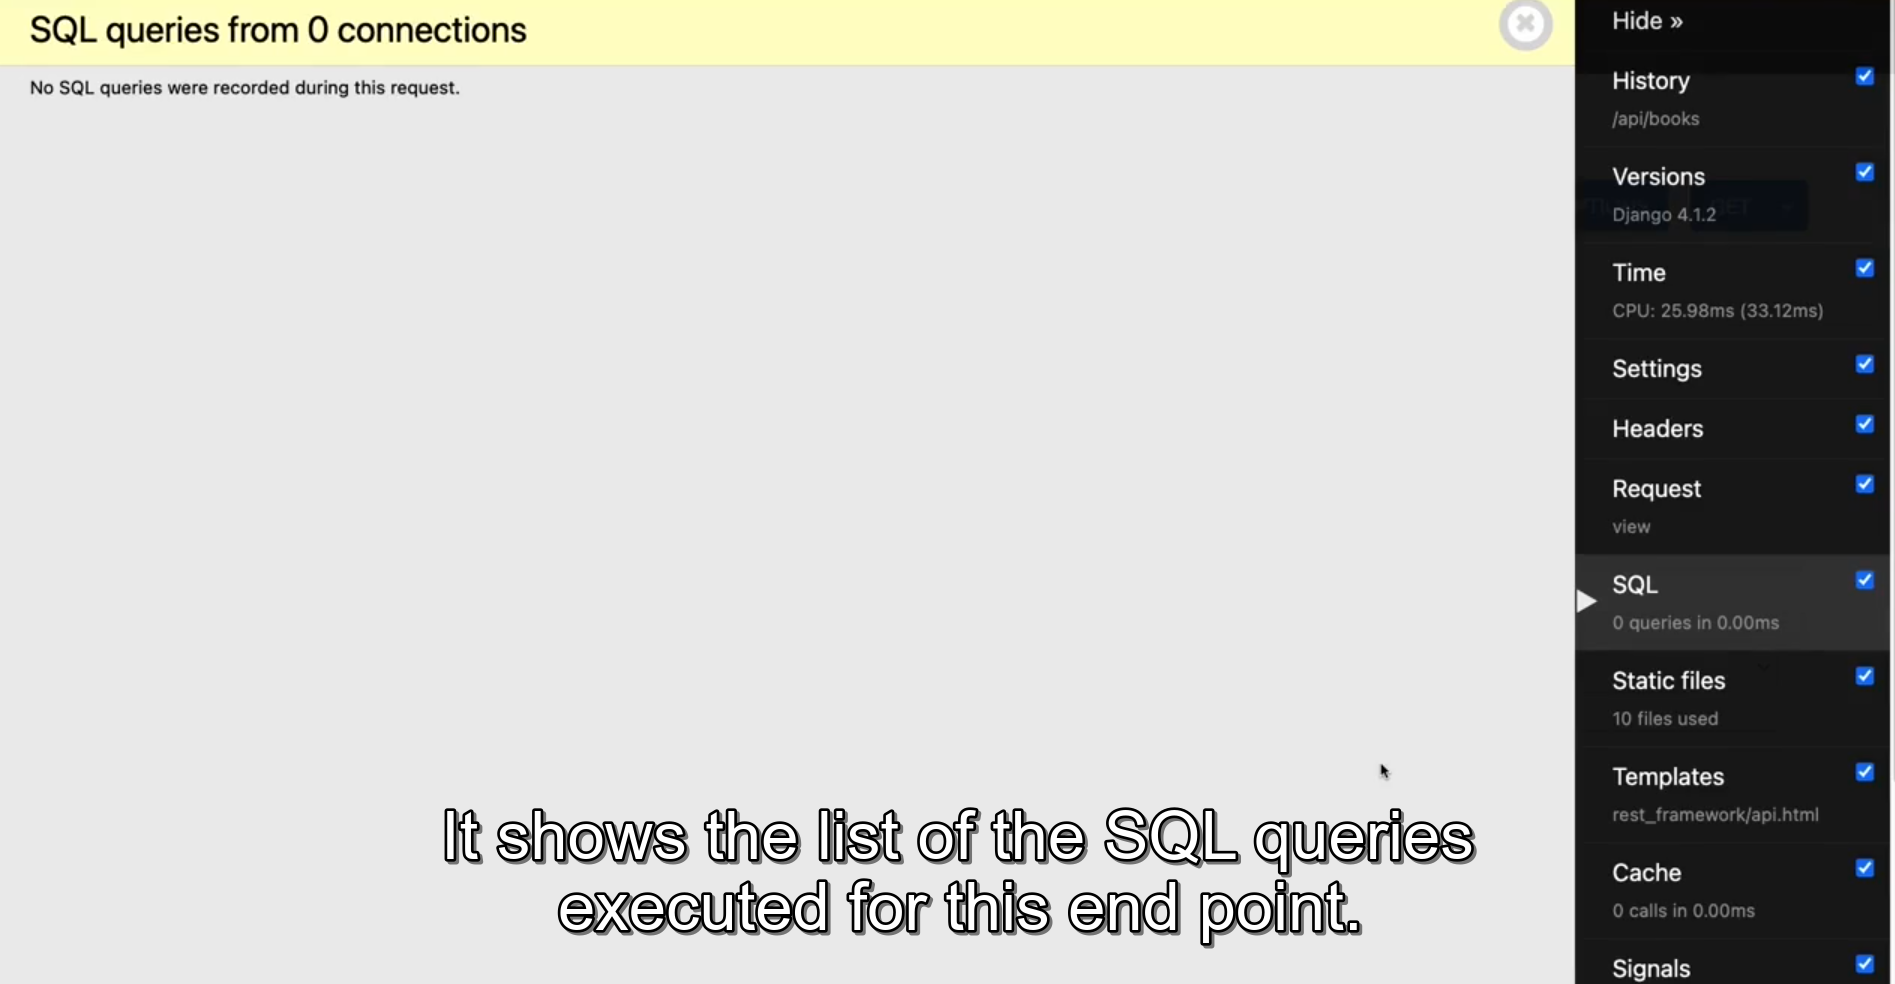 SQL queries from 0 connections
No SQL queries were recorded during this request.
Hide »
History
/api/books
Versions
Django 4.1.2
Time
CPU: 25.98ms (33.12ms)
Settings
Headers
Request
view
SQL
0 queries in 0.00ms
Static files
10 files used
Templates
rest_framework/api.html
Cache
0 calls in 0.00ms
Signals
It shows the list of the SQL queries
executed for this end point.